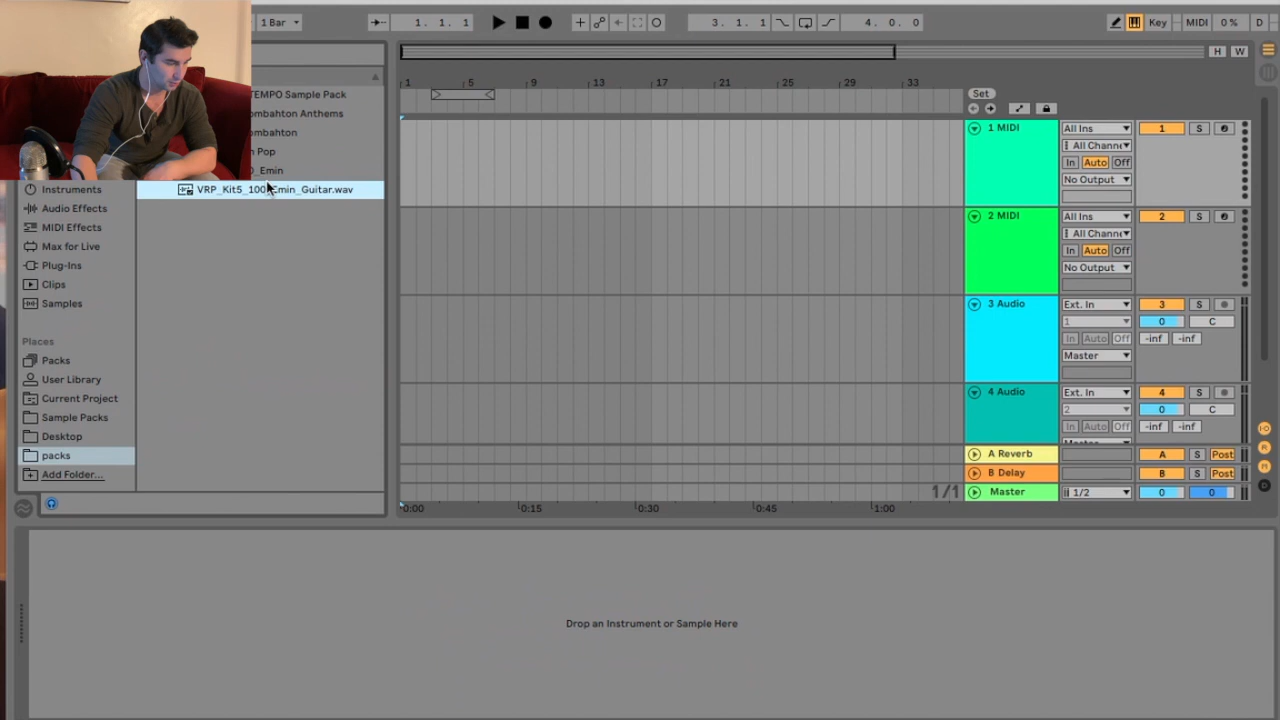 1 Bar
1. 1. 1
3. 1. 1
4. 0. 0
Key
MIDI
0 %
D
H
W
1
5
9
13
17
21
25
29
33
Set
TEMPO Sample Pack
ombahton Anthems
ombahton
n Pop
_Emin
VRP_Kit5_100_Emin_Guitar.wav
Instruments
Audio Effects
MIDI Effects
Max for Live
Plug-Ins
Clips
Samples
Places
Packs
User Library
Current Project
Sample Packs
Desktop
packs
Add Folder...
1 MIDI
All Ins
1
S
All Channe
In
Auto
Off
No Output
2 MIDI
All Ins
2
S
All Channe
In
Auto
Off
No Output
3 Audio
Ext. In
3
S
1
0
C
In
Auto
Off
-inf
-inf
Master
4 Audio
Ext. In
4
S
2
0
C
In
Auto
Off
-inf
-inf
Master
A Reverb
A
S
Post
B Delay
B
S
Post
1/1
Master
1/2
0
0
0:00
0:15
0:30
0:45
1:00
Drop an Instrument or Sample Here